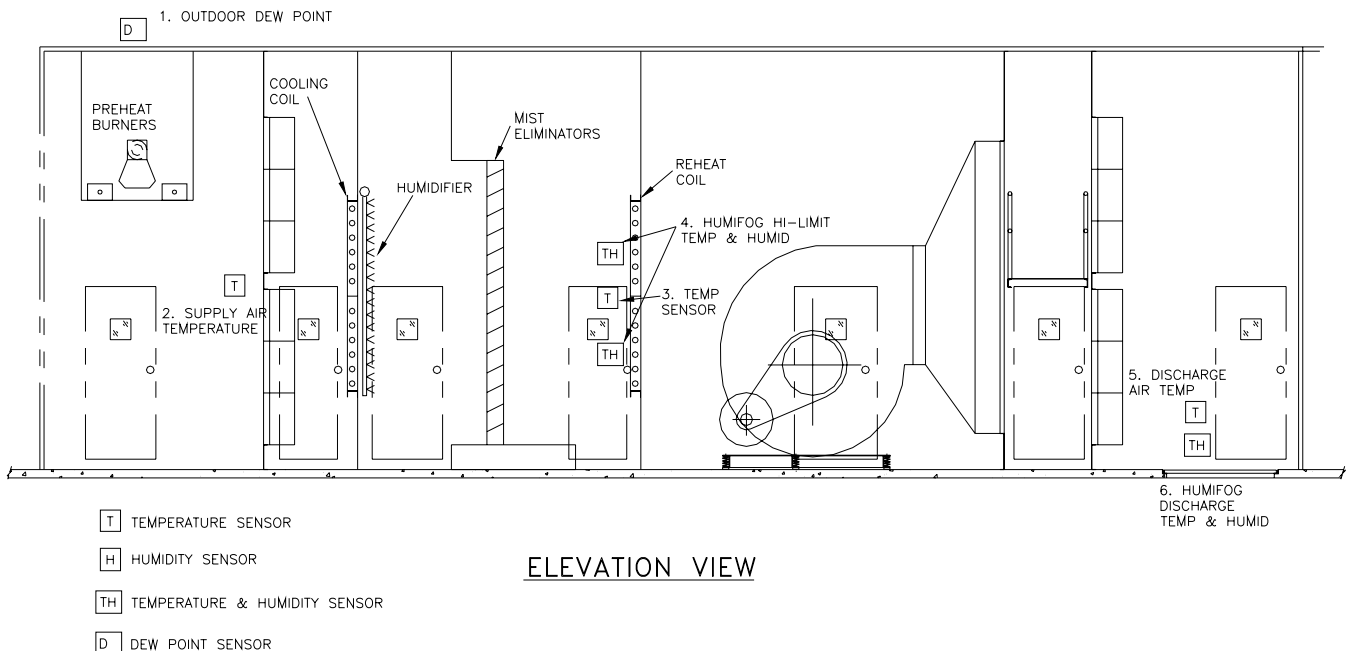 1. OUTDOOR DEW POINT
D
PREHEAT
BURNERS
COOLING
COIL
MIST
ELIMINATORS
HUMIDIFIER
REHEAT
COIL
4. HUMIFOG HI-LIMIT
TEMP & HUMID
TH
T
2. SUPPLY AIR
TEMPERATURE
T
3. TEMP
SENSOR
TH
5. DISCHARGE
AIR TEMP
T
TH
6. HUMIFOG
DISCHARGE
TEMP & HUMID
T TEMPERATURE SENSOR
H HUMIDITY SENSOR
TH TEMPERATURE & HUMIDITY SENSOR
D DEW POINT SENSOR
ELEVATION VIEW